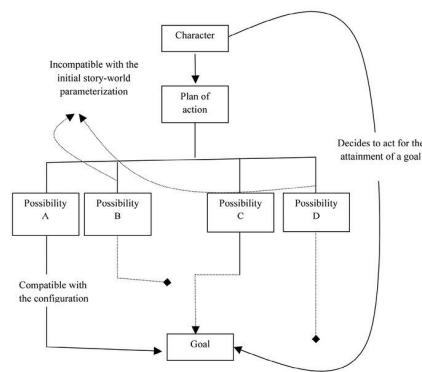 Character
Incompatible with the
initial story-world
parameterization
Plan of
action
Decides to act for the
attainment of a goal
Possibility
A
Possibility
B
Possibility
C
Possibility
D
Compatible with
the configuration
Goal